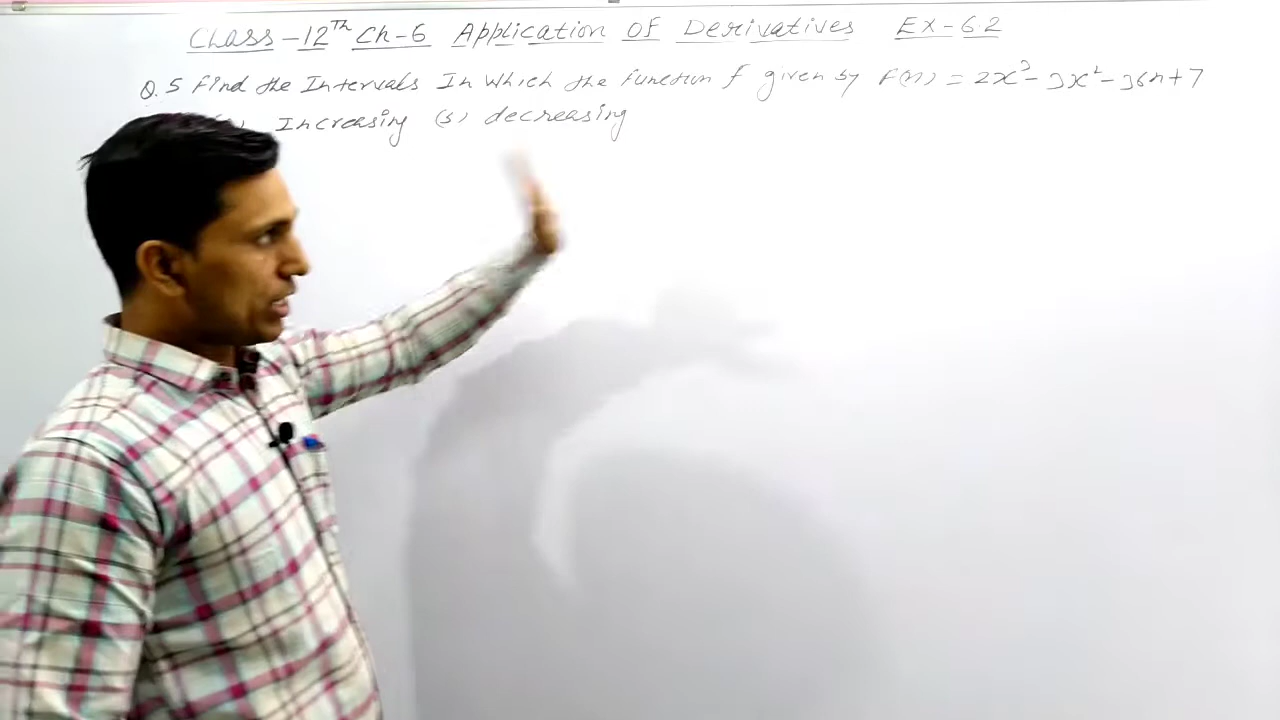 Class-12th Ch-6 Application of Derivatives Ex-6.2
Q.5 Find the Intervals In which the function f given by F(x) = 2x³-3x²-36x+7
Increasing (b) decreasing